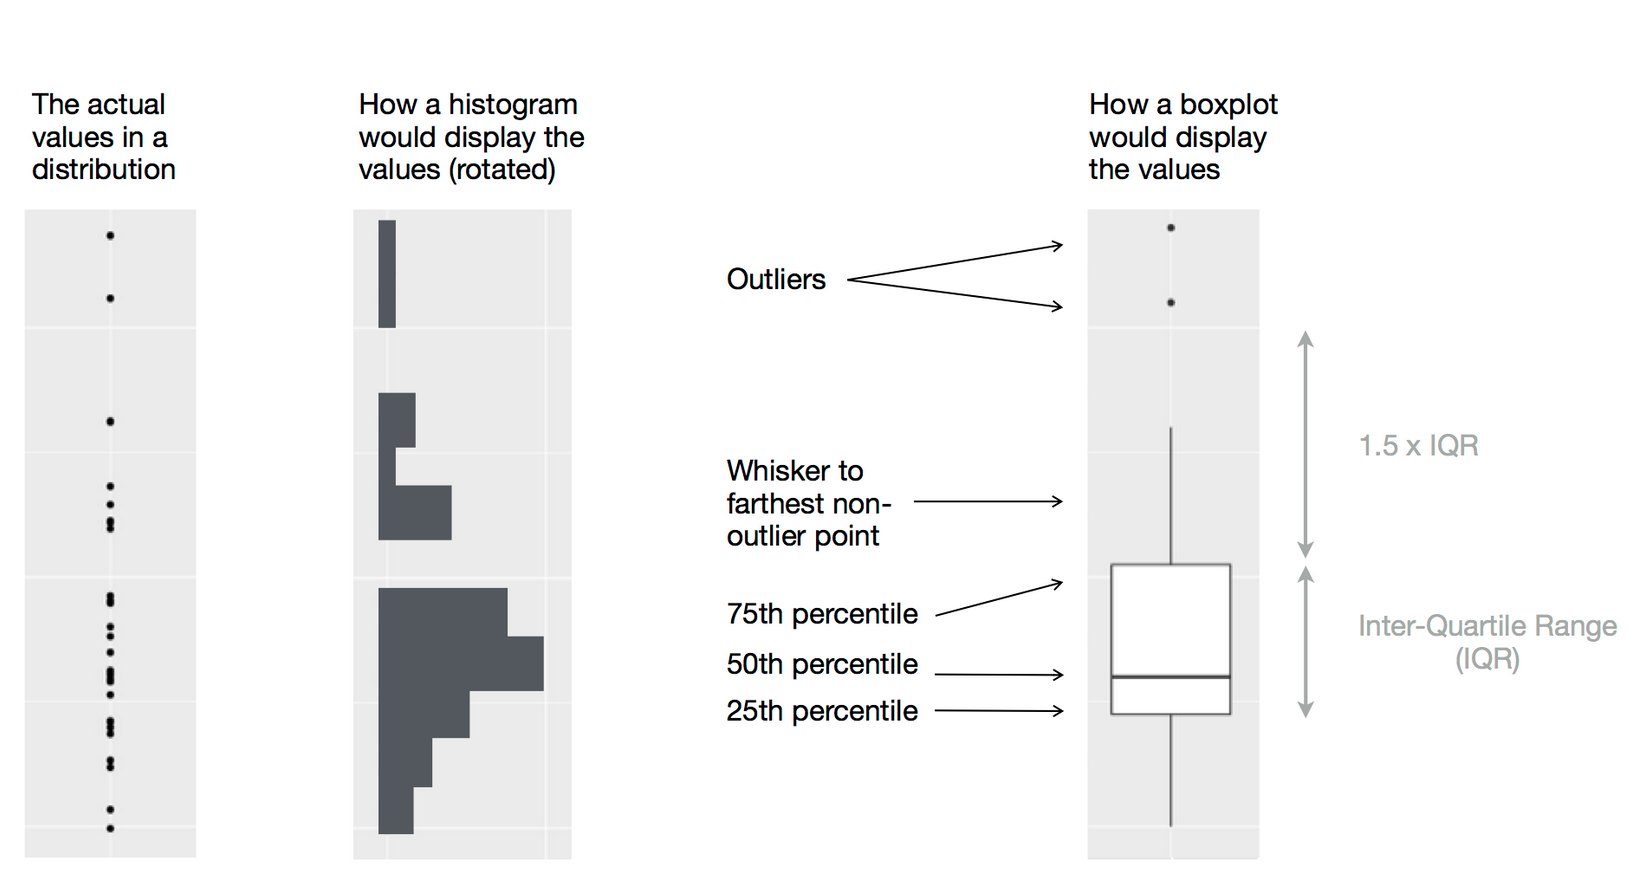 The actual
values in a
distribution
How a histogram
would display the
values (rotated)
How a boxplot
would display
the values
Outliers
1.5 x IQR
Whisker to
farthest non-
outlier point
75th percentile
Inter-Quartile Range
(IQR)
50th percentile
25th percentile